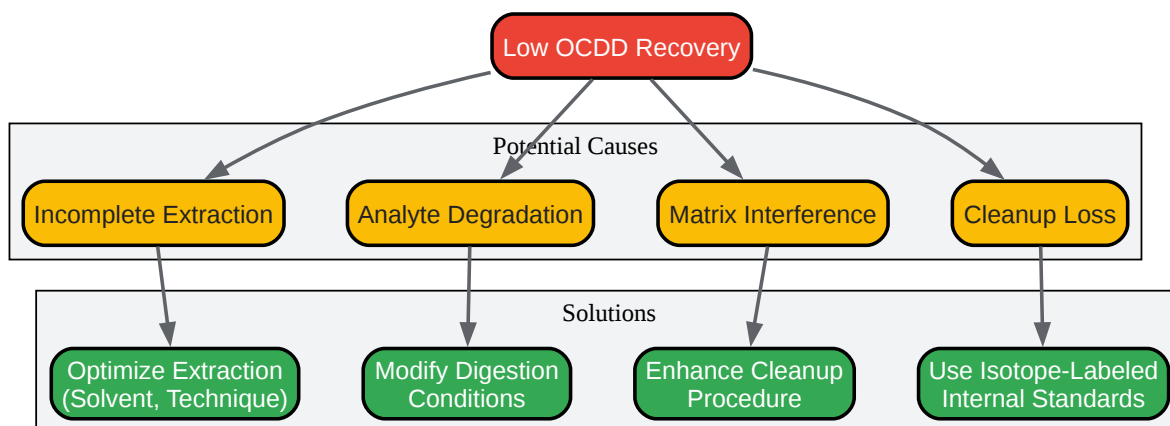 Low OCDD Recovery
Potential Causes
Incomplete Extraction
Analyte Degradation
Matrix Interference
Cleanup Loss
Solutions
Optimize Extraction
(Solvent, Technique)
Modify Digestion
Conditions
Enhance Cleanup
Procedure
Use Isotope-Labeled
Internal Standards